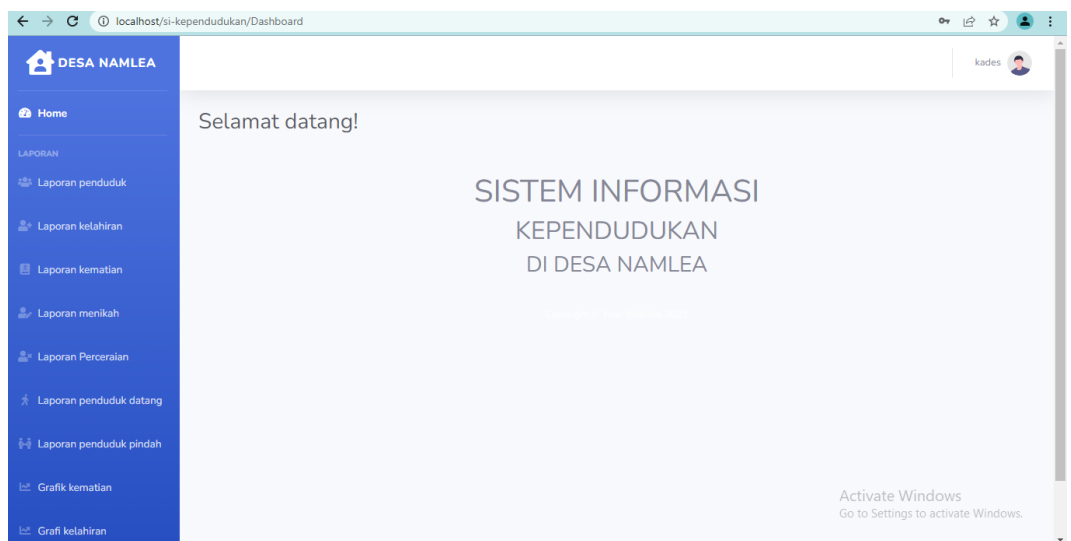 localhost/si-kependudukan/Dashboard
DESA NAMLEA
kades
Home
Selamat datang!
LAPORAN
Laporan penduduk
Laporan kelahiran
Laporan kematian
Laporan menikah
Laporan Perceraian
Laporan penduduk datang
Laporan penduduk pindah
Grafik kematian
Grafi kelahiran
SISTEM INFORMASI
KEPENDUDUKAN
DI DESA NAMLEA
Activate Windows
Go to Settings to activate Windows.